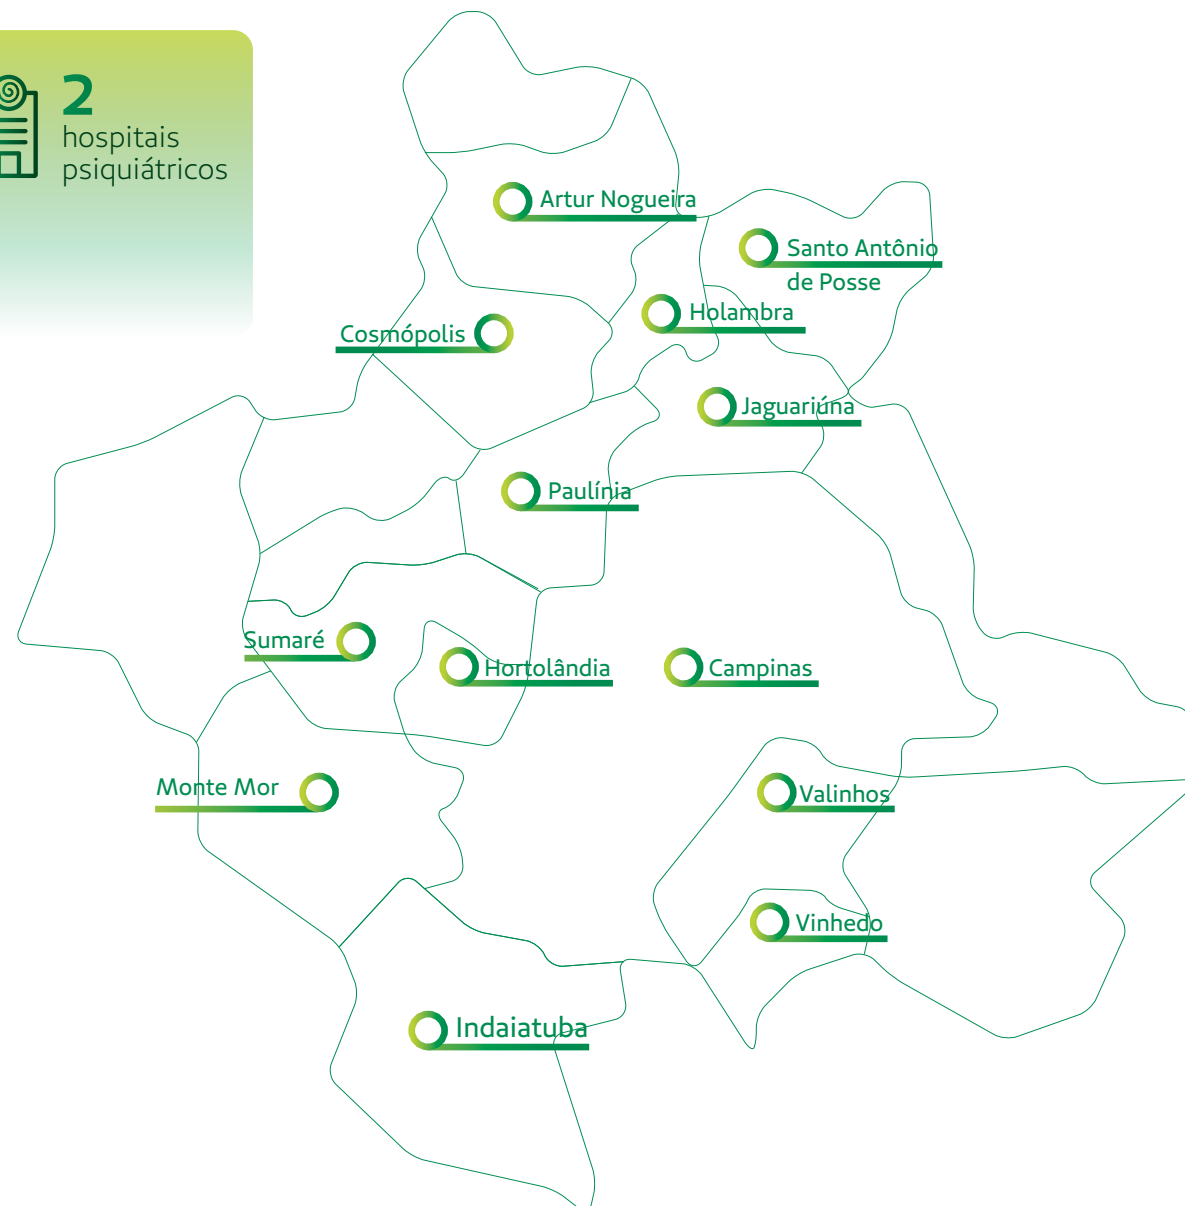 2
hospitais
psiquiátricos
Artur Nogueira
Santo Antônio
de Posse
Holambra
Cosmópolis
Jaguariúna
Paulínia
Sumaré
Hortolândia
Campinas
Monte Mor
Valinhos
Vinhedo
Indaiatuba